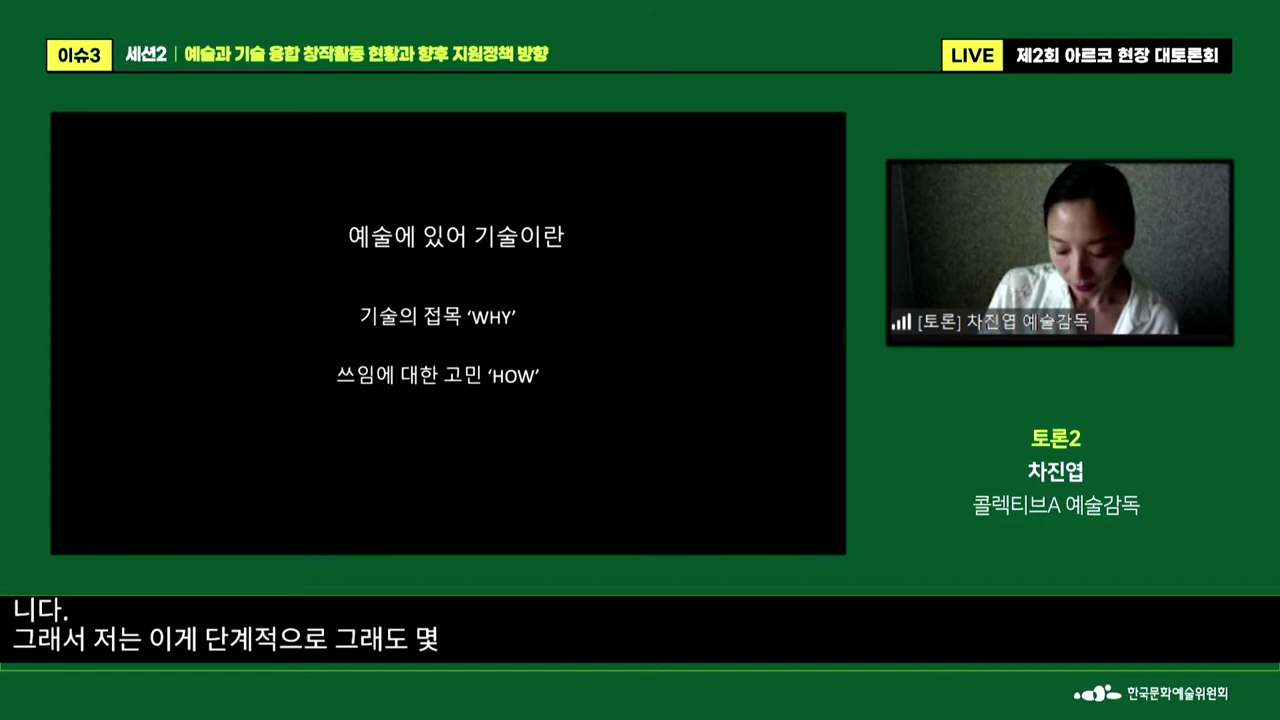 이슈3
세션2 | 예술과 기술 융합 창작활동 현황과 향후 지원정책 방향
LIVE 제2회 아르코 현장 대토론회
예술에 있어 기술이란
기술의 접목 ‘WHY’
쓰임에 대한 고민 ‘HOW’
[토론] 차진엽 예술감독
토론2
차진엽
콜렉티브A 예술감독
니다.
그래서 저는 이게 단계적으로 그래도 몇
한국문화예술위원회